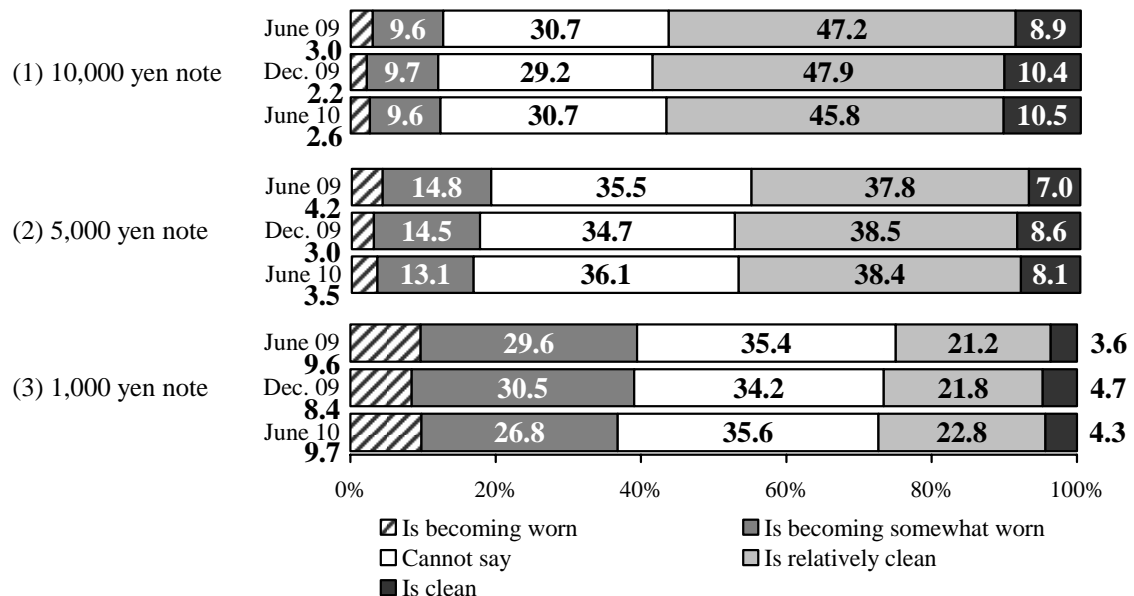 June 09 9.6 30.7 47.2 8.9
3.0
(1) 10,000 yen note Dec. 09 9.7 29.2 47.9 10.4
2.2
June 10 9.6 30.7 45.8 10.5
2.6
June 09 14.8 35.5 37.8 7.0
4.2
(2) 5,000 yen note Dec. 09 14.5 34.7 38.5 8.6
3.0
June 10 13.1 36.1 38.4 8.1
3.5
June 09 29.6 35.4 21.2 3.6
9.6
(3) 1,000 yen note Dec. 09 30.5 34.2 21.8 4.7
8.4
June 10 26.8 35.6 22.8 4.3
9.7
0% 20% 40% 60% 80% 100%
Is becoming worn Is becoming somewhat worn
Cannot say Is relatively clean
Is clean